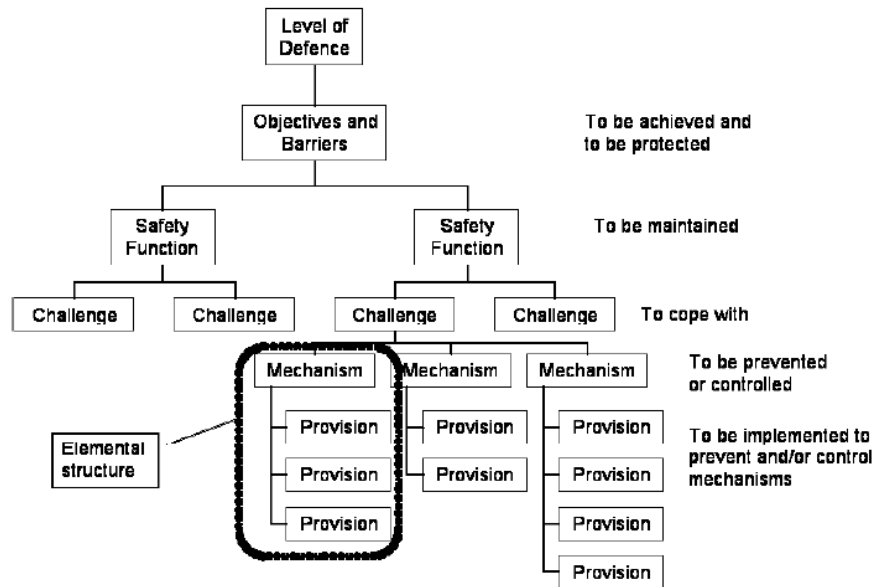 Level of
Defence
Objectives and
Barriers
To be achieved and
to be protected
Safety
Function
Safety
Function
To be maintained
Challenge
Challenge
Challenge
Challenge
To cope with
Mechanism
Mechanism
Mechanism
To be prevented
or controlled
Provision
Provision
Provision
To be implemented to
prevent and/or control
mechanisms
Elemental
structure
Provision
Provision
Provision
Provision
Provision
Provision